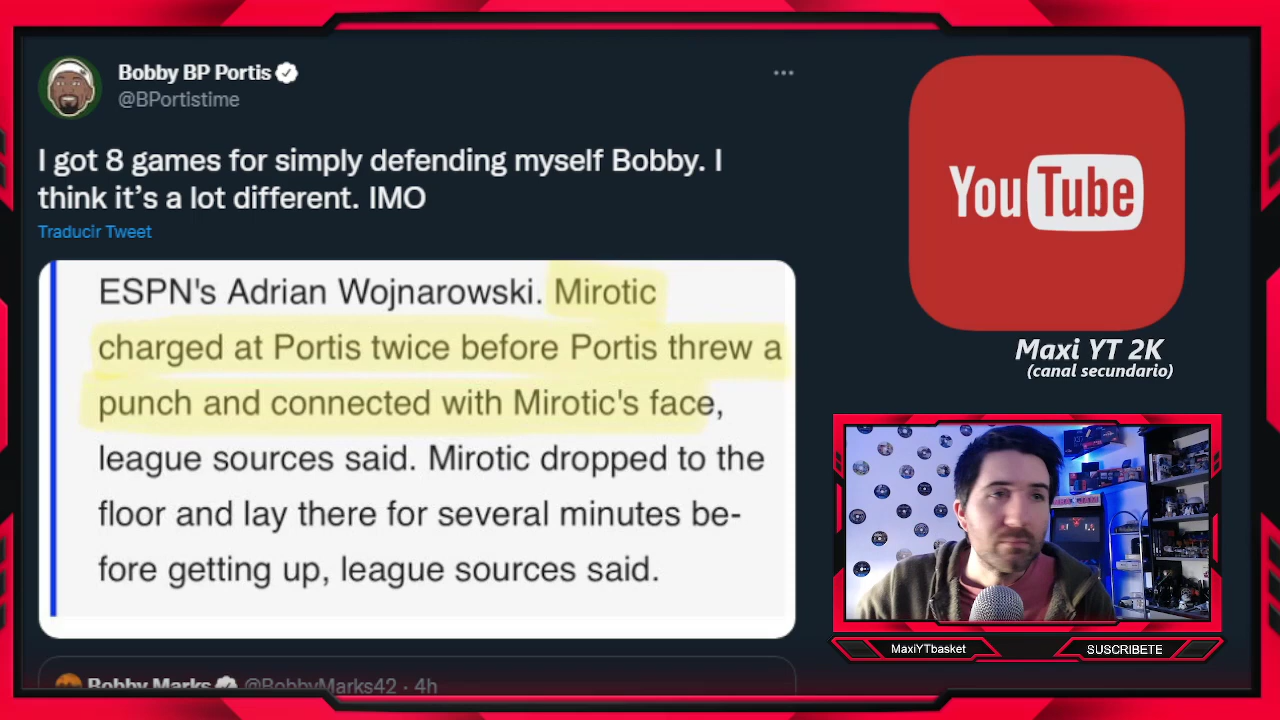 Bobby BP Portis
@BPortistime
I got 8 games for simply defending myself Bobby. I
think it’s a lot different. IMO
Traducir Tweet
ESPN's Adrian Wojnarowski. Mirotic
charged at Portis twice before Portis threw a
punch and connected with Mirotic's face,
league sources said. Mirotic dropped to the
floor and lay there for several minutes be-
fore getting up, league sources said.
Bobby Marks @BobbyMarks42 · 4h
YouTube
Maxi YT 2K
(canal secundario)
MaxiYTbasket
SUSCRIBETE